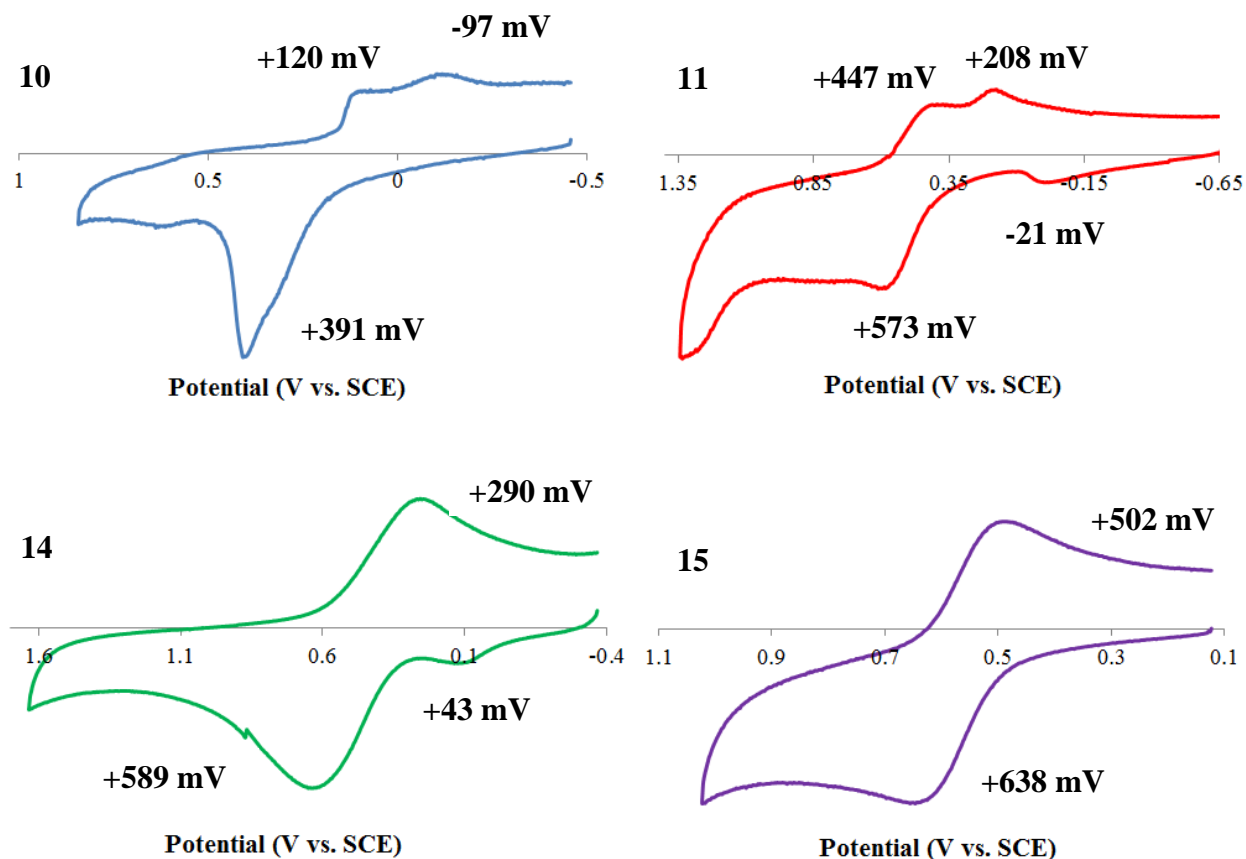 10
+120 mV
-97 mV
1
0.5
0
-0.5
+391 mV
Potential (V vs. SCE)
11
+447 mV
+208 mV
1.35
0.85
0.35
-0.15
-0.65
-21 mV
+573 mV
Potential (V vs. SCE)
14
+290 mV
1.6
1.1
0.6
0.1
-0.4
+43 mV
+589 mV
Potential (V vs. SCE)
15
+502 mV
1.1
0.9
0.7
0.5
0.3
0.1
+638 mV
Potential (V vs. SCE)